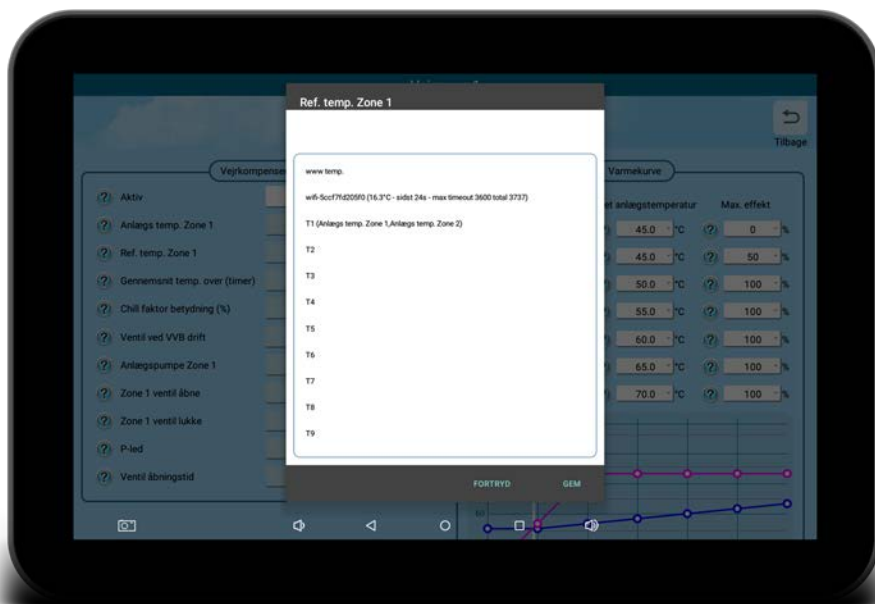 Ref. temp. Zone 1
Tilbage
Vejrkompense
Varmekurve
www temp.
wifi-5ccf7fd205f0 (16.3°C - sidst 24s - max timeout 3600 total 3737)
T1 (Anlægs temp. Zone 1,Anlægs temp. Zone 2)
T2
T3
T4
T5
T6
T7
T8
T9
FORTRYD GEM
Aktiv
Anlægs temp. Zone 1
Ref. temp. Zone 1
Gennemsnit temp. over (timer)
Chill faktor betydning (%)
Ventil ved VVB drift
Anlægspumpe Zone 1
Zone 1 ventil åbne
Zone 1 ventil lukke
P-led
Ventil åbningstid
et anlægstemperatur Max. effekt
45.0 °C 0 %
45.0 °C 50 %
50.0 °C 100 %
55.0 °C 100 %
60.0 °C 100 %
65.0 °C 100 %
70.0 °C 100 %